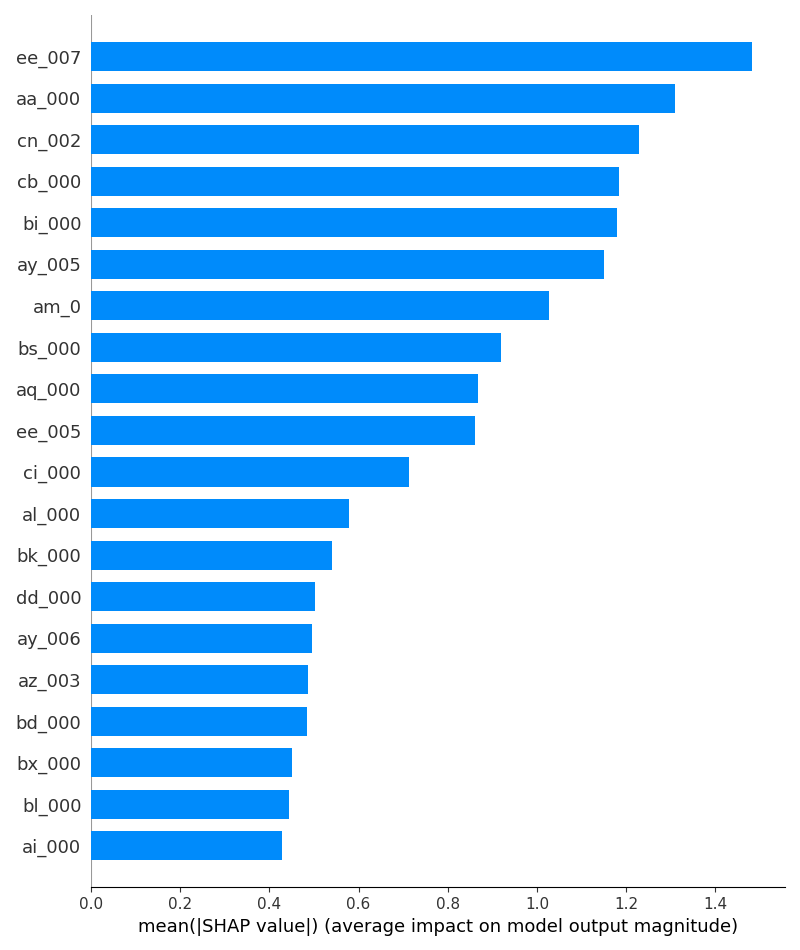 ee_007
aa_000
cn_002
cb_000
bi_000
ay_005
am_0
bs_000
aq_000
ee_005
ci_000
al_000
bk_000
dd_000
ay_006
az_003
bd_000
bx_000
bl_000
ai_000
0.0 0.2 0.4 0.6 0.8 1.0 1.2 1.4
mean(|SHAP value|) (average impact on model output magnitude)